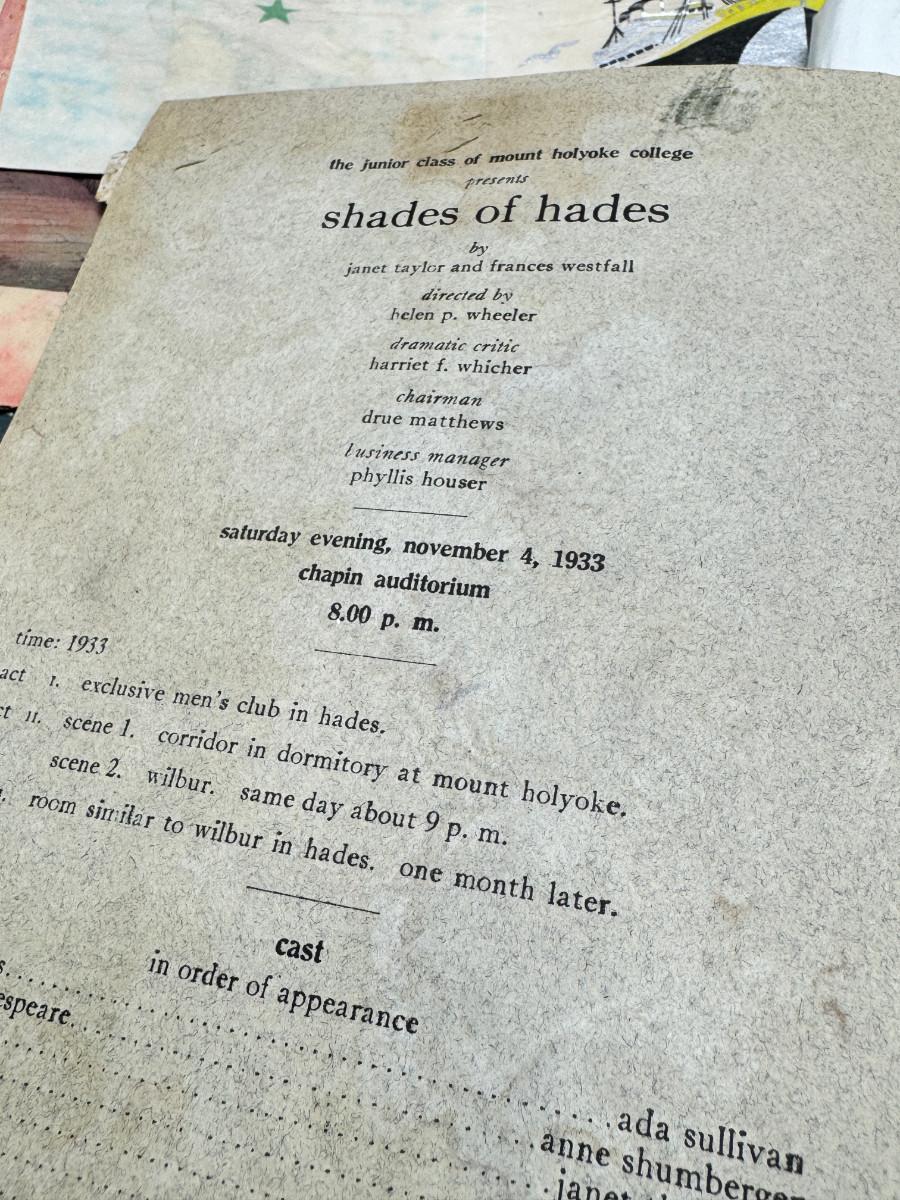 the junior class of mount holyoke college
presents
shades of hades
by
janet taylor and frances westfall
directed by
helen p. wheeler
dramatic critic
harriet f. whicher
chairman
drue matthews
business manager
phyllis houser
saturday evening, november 4, 1933
chapin auditorium
8.00 p. m.
time: 1933
act I. exclusive men's club in hades.
II. scene 1. corridor in dormitory at mount holyoke.
scene 2. wilbur. same day about 9 p. m.
room similar to wilbur in hades. one month later.
cast
in order of appearance
ada sullivan
espeare anne shumberger
janet